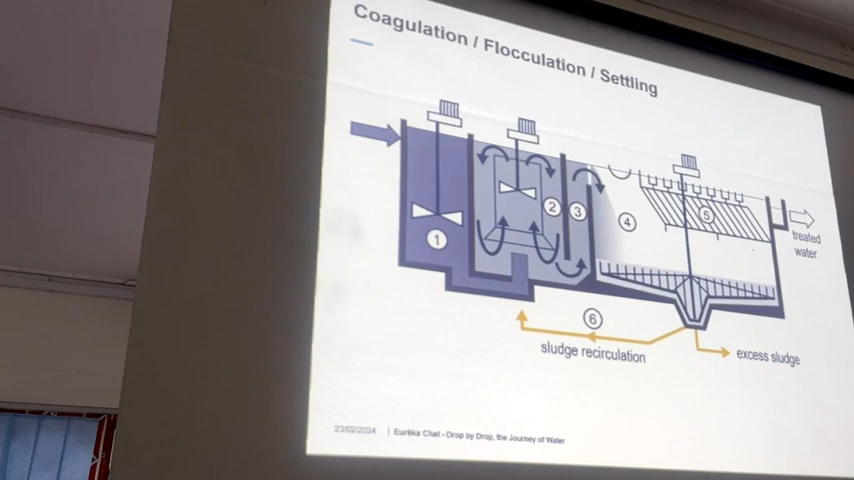 Coagulation / Flocculation / Settling
1
2
3
4
5
treated
water
6
sludge recirculation
excess sludge
23/02/2024 | Eurêka Chat - Drop by Drop, the Journey of Water